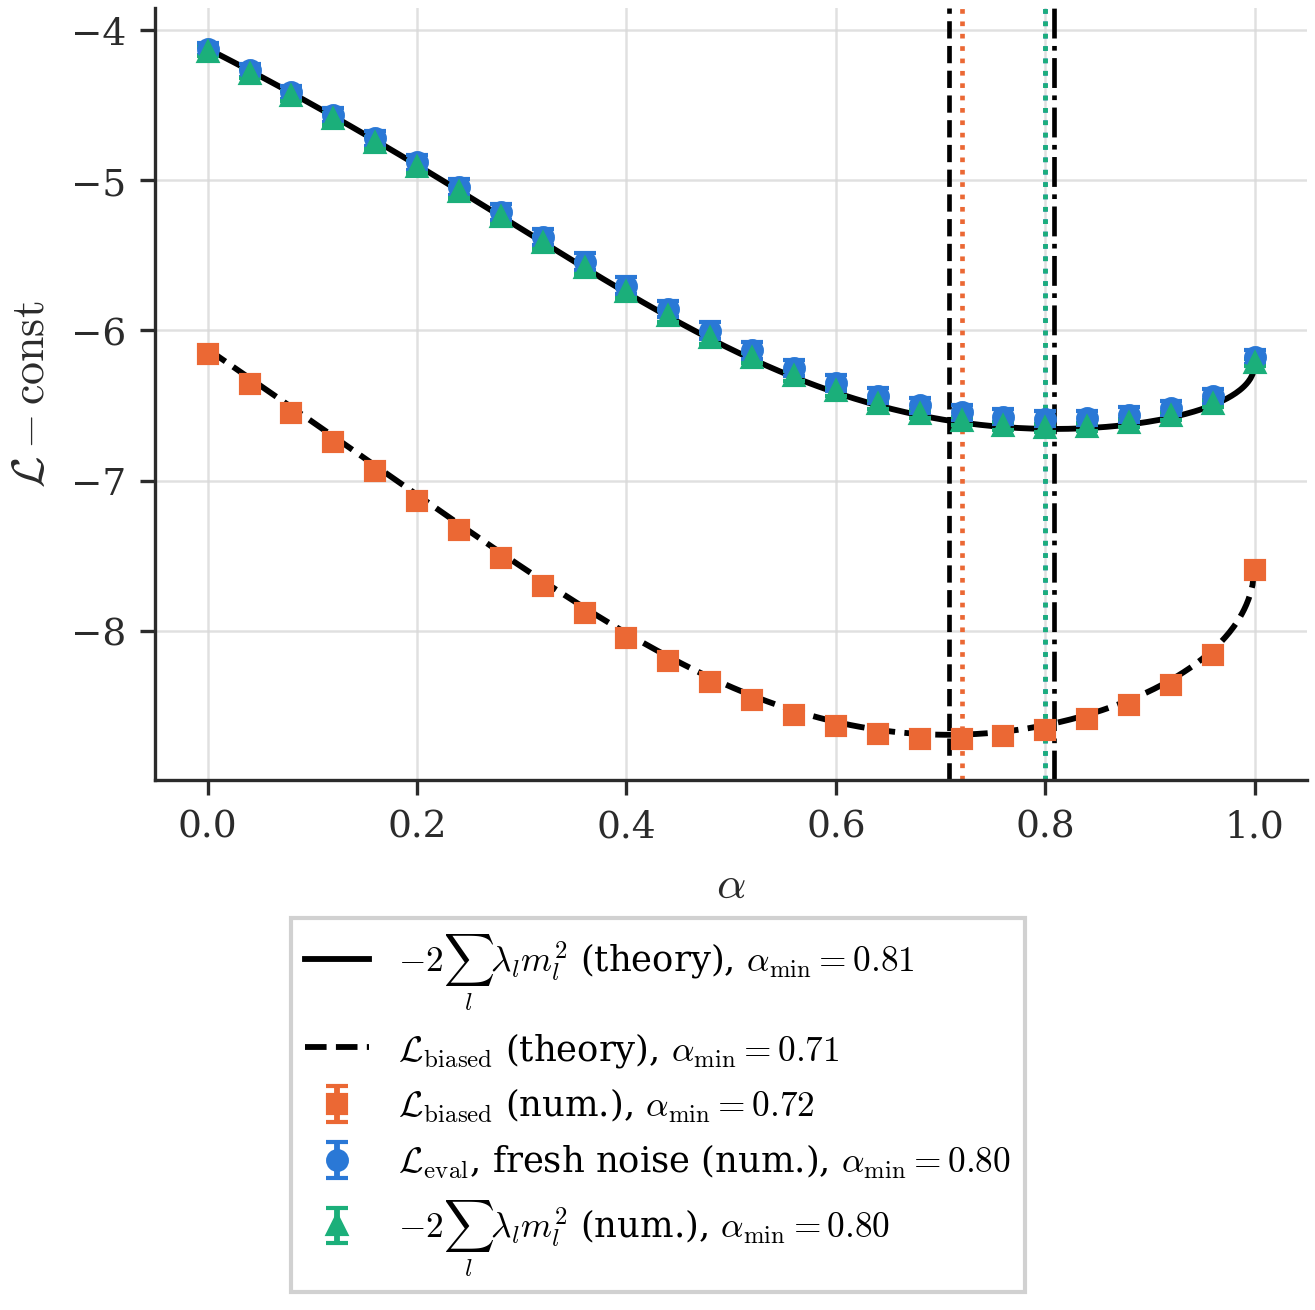 −4
−5
−6
−7
−8
ℒ − const
0.0 0.2 0.4 0.6 0.8 1.0
α
−2∑_l λ_l m_l^2 (theory), α_min = 0.81
ℒ_biased (theory), α_min = 0.71
ℒ_biased (num.), α_min = 0.72
ℒ_eval, fresh noise (num.), α_min = 0.80
−2∑_l λ_l m_l^2 (num.), α_min = 0.80